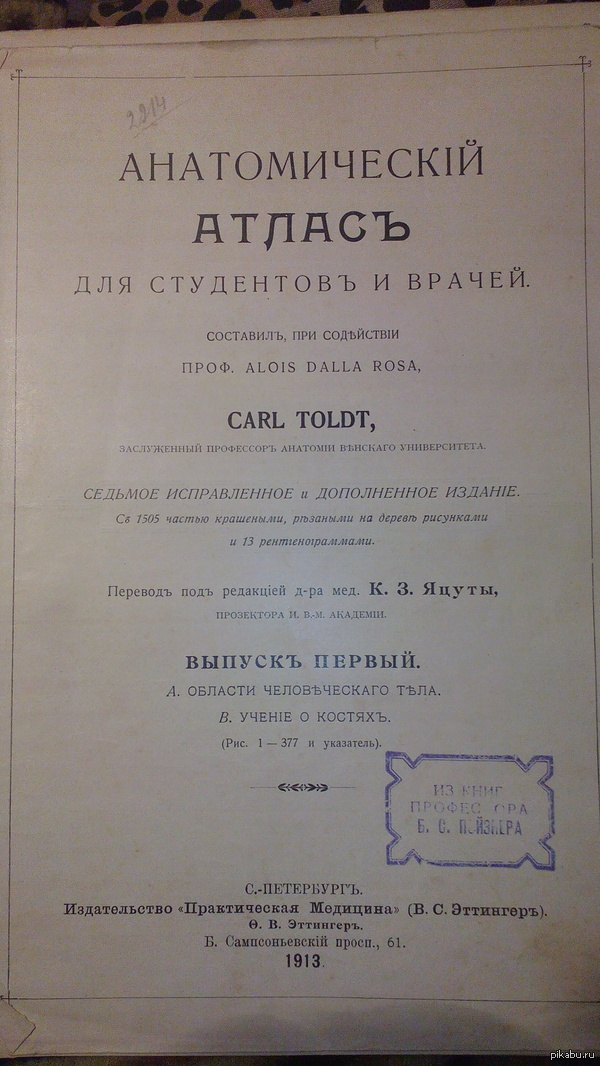 2214
АНАТОМИЧЕСКІЙ
АТЛАСЪ
ДЛЯ СТУДЕНТОВЪ И ВРАЧЕЙ.
СОСТАВИЛЪ, ПРИ СОДѢЙСТВІИ
ПРОФ. ALOIS DALLA ROSA,
CARL TOLDT,
ЗАСЛУЖЕННЫЙ ПРОФЕССОРЪ АНАТОМІИ ВѢНСКАГО УНИВЕРСИТЕТА.
СЕДЬМОЕ ИСПРАВЛЕННОЕ и ДОПОЛНЕННОЕ ИЗДАНІЕ.
Съ 1505 частью крашеными, рѣзаными на деревѣ рисунками
и 13 рентгенограммами.
Переводъ подъ редакціей д-ра мед. К. З. Яцуты,
ПРОЗЕКТОРА И. В.-М. АКАДЕМІИ.
ВЫПУСКЪ ПЕРВЫЙ.
А. ОБЛАСТИ ЧЕЛОВѢЧЕСКАГО ТѢЛА.
В. УЧЕНІЕ О КОСТЯХЪ.
(Рис. 1 — 377 и указатель).
ИЗ КНИГ
ПРОФЕССОРА
Б. С.
С.-ПЕТЕРБУРГЪ.
Издательство «Практическая Медицина» (В. С. Эттингеръ).
Ѳ. В. Эттингеръ.
Б. Сампсоньевскій просп., 61.
1913.
pikabu.ru